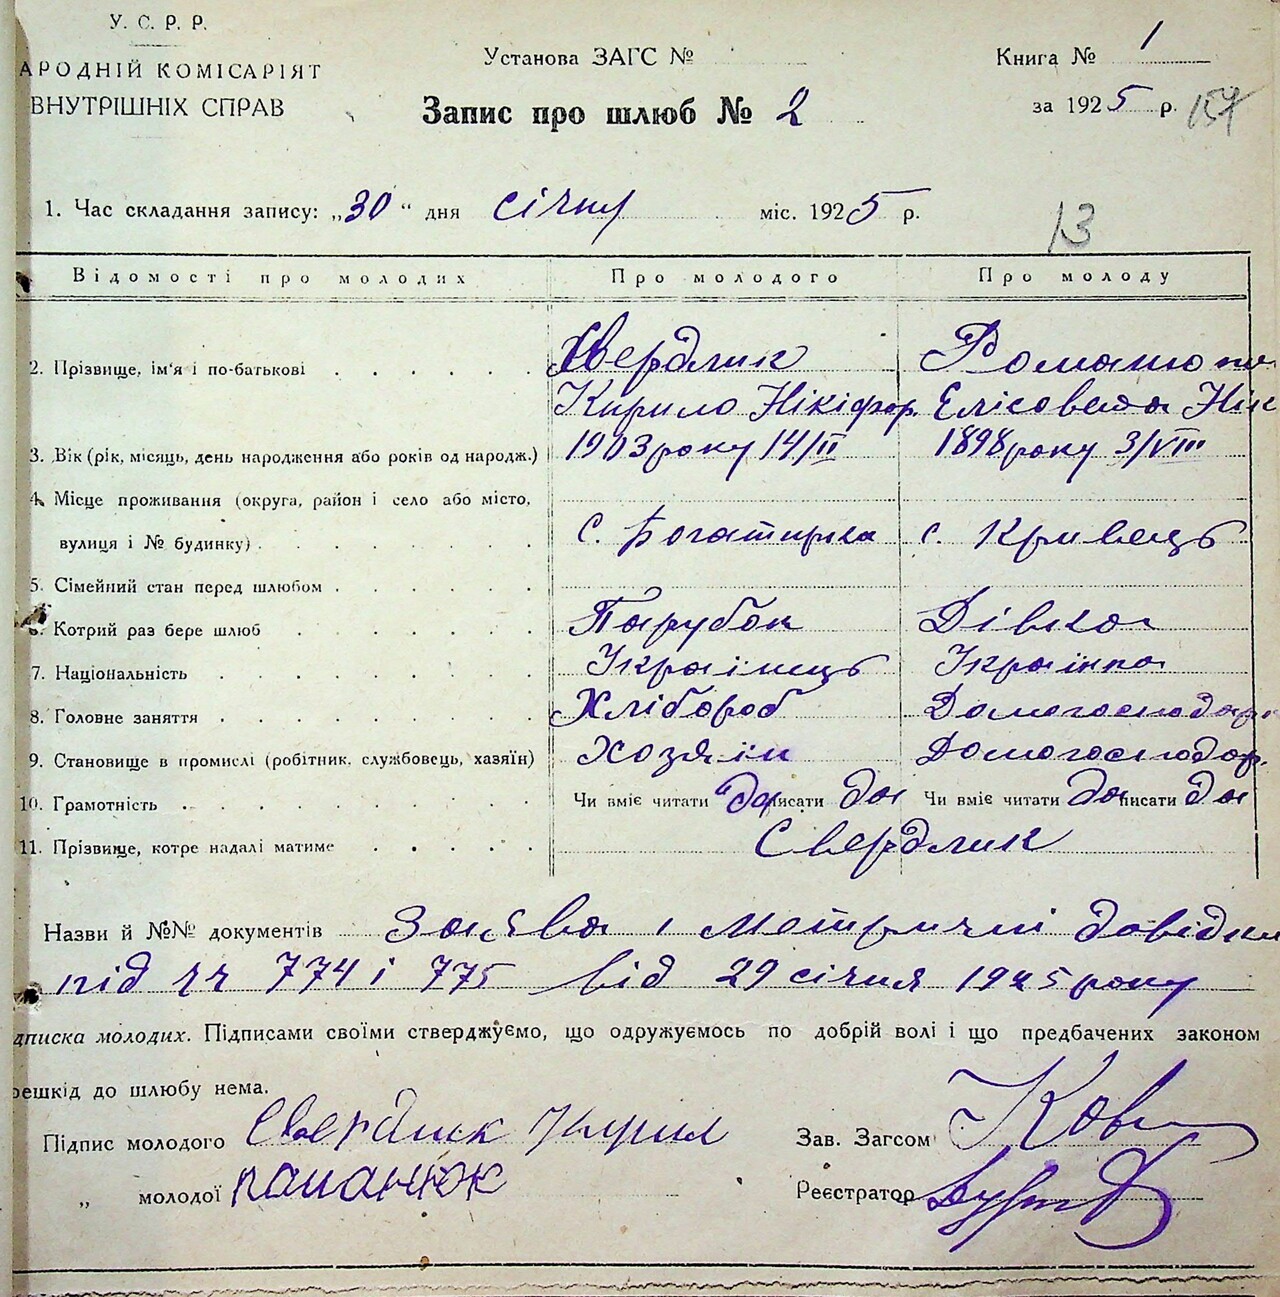 У. С. Р. Р.
АРОДНІЙ КОМІСАРІЯТ
ВНУТРІШНІХ СПРАВ
Установа ЗАГС №
Книга № 1
Запис про шлюб № 2
за 1925 р.
157
1. Час складання запису: „30“ дня січня міс. 1925 р.
13
Відомості про молодих Про молодого Про молоду
Свердлик Романюк
2. Прізвище, ім'я і по-батькові . . . . . .
Кирило Нікіфор. Елісовета Ник
3. Вік (рік, місяць, день народження або років од народж.) 1903 року 14/II 1898 року 3/VIII
4. Місце проживання (округа, район і село або місто,
вулиця і № будинку) . . . . . . . с. Богатирка с. Кривець
5. Сімейний стан перед шлюбом . . . . . .
6. Котрий раз бере шлюб . . . . . . . Парубок Дівка
7. Національність . . . . . . . . . Українець Українка
8. Головне заняття . . . . . . . . . Хлібороб Домогосподар
9. Становище в промислі (робітник, службовець, хазяїн) Хозяїн Домогосподар.
10. Грамотність . . . . . . . . . . Чи вміє читати да писати да Чи вміє читати да писати да
11. Прізвище, котре надалі матиме . . . . . Свердлик
Назви й №№ документів Заява і метричні довідки
під чч 774 і 775 від 29 січня 1925 року
дписка молодих. Підписами своїми стверджуємо, що одружуємось по добрій волі і що предбачених законом
решкід до шлюбу нема.
Підпис молодого Свердлик Кирил Зав. Загсом
„ молодої Раманюк Реєстратор